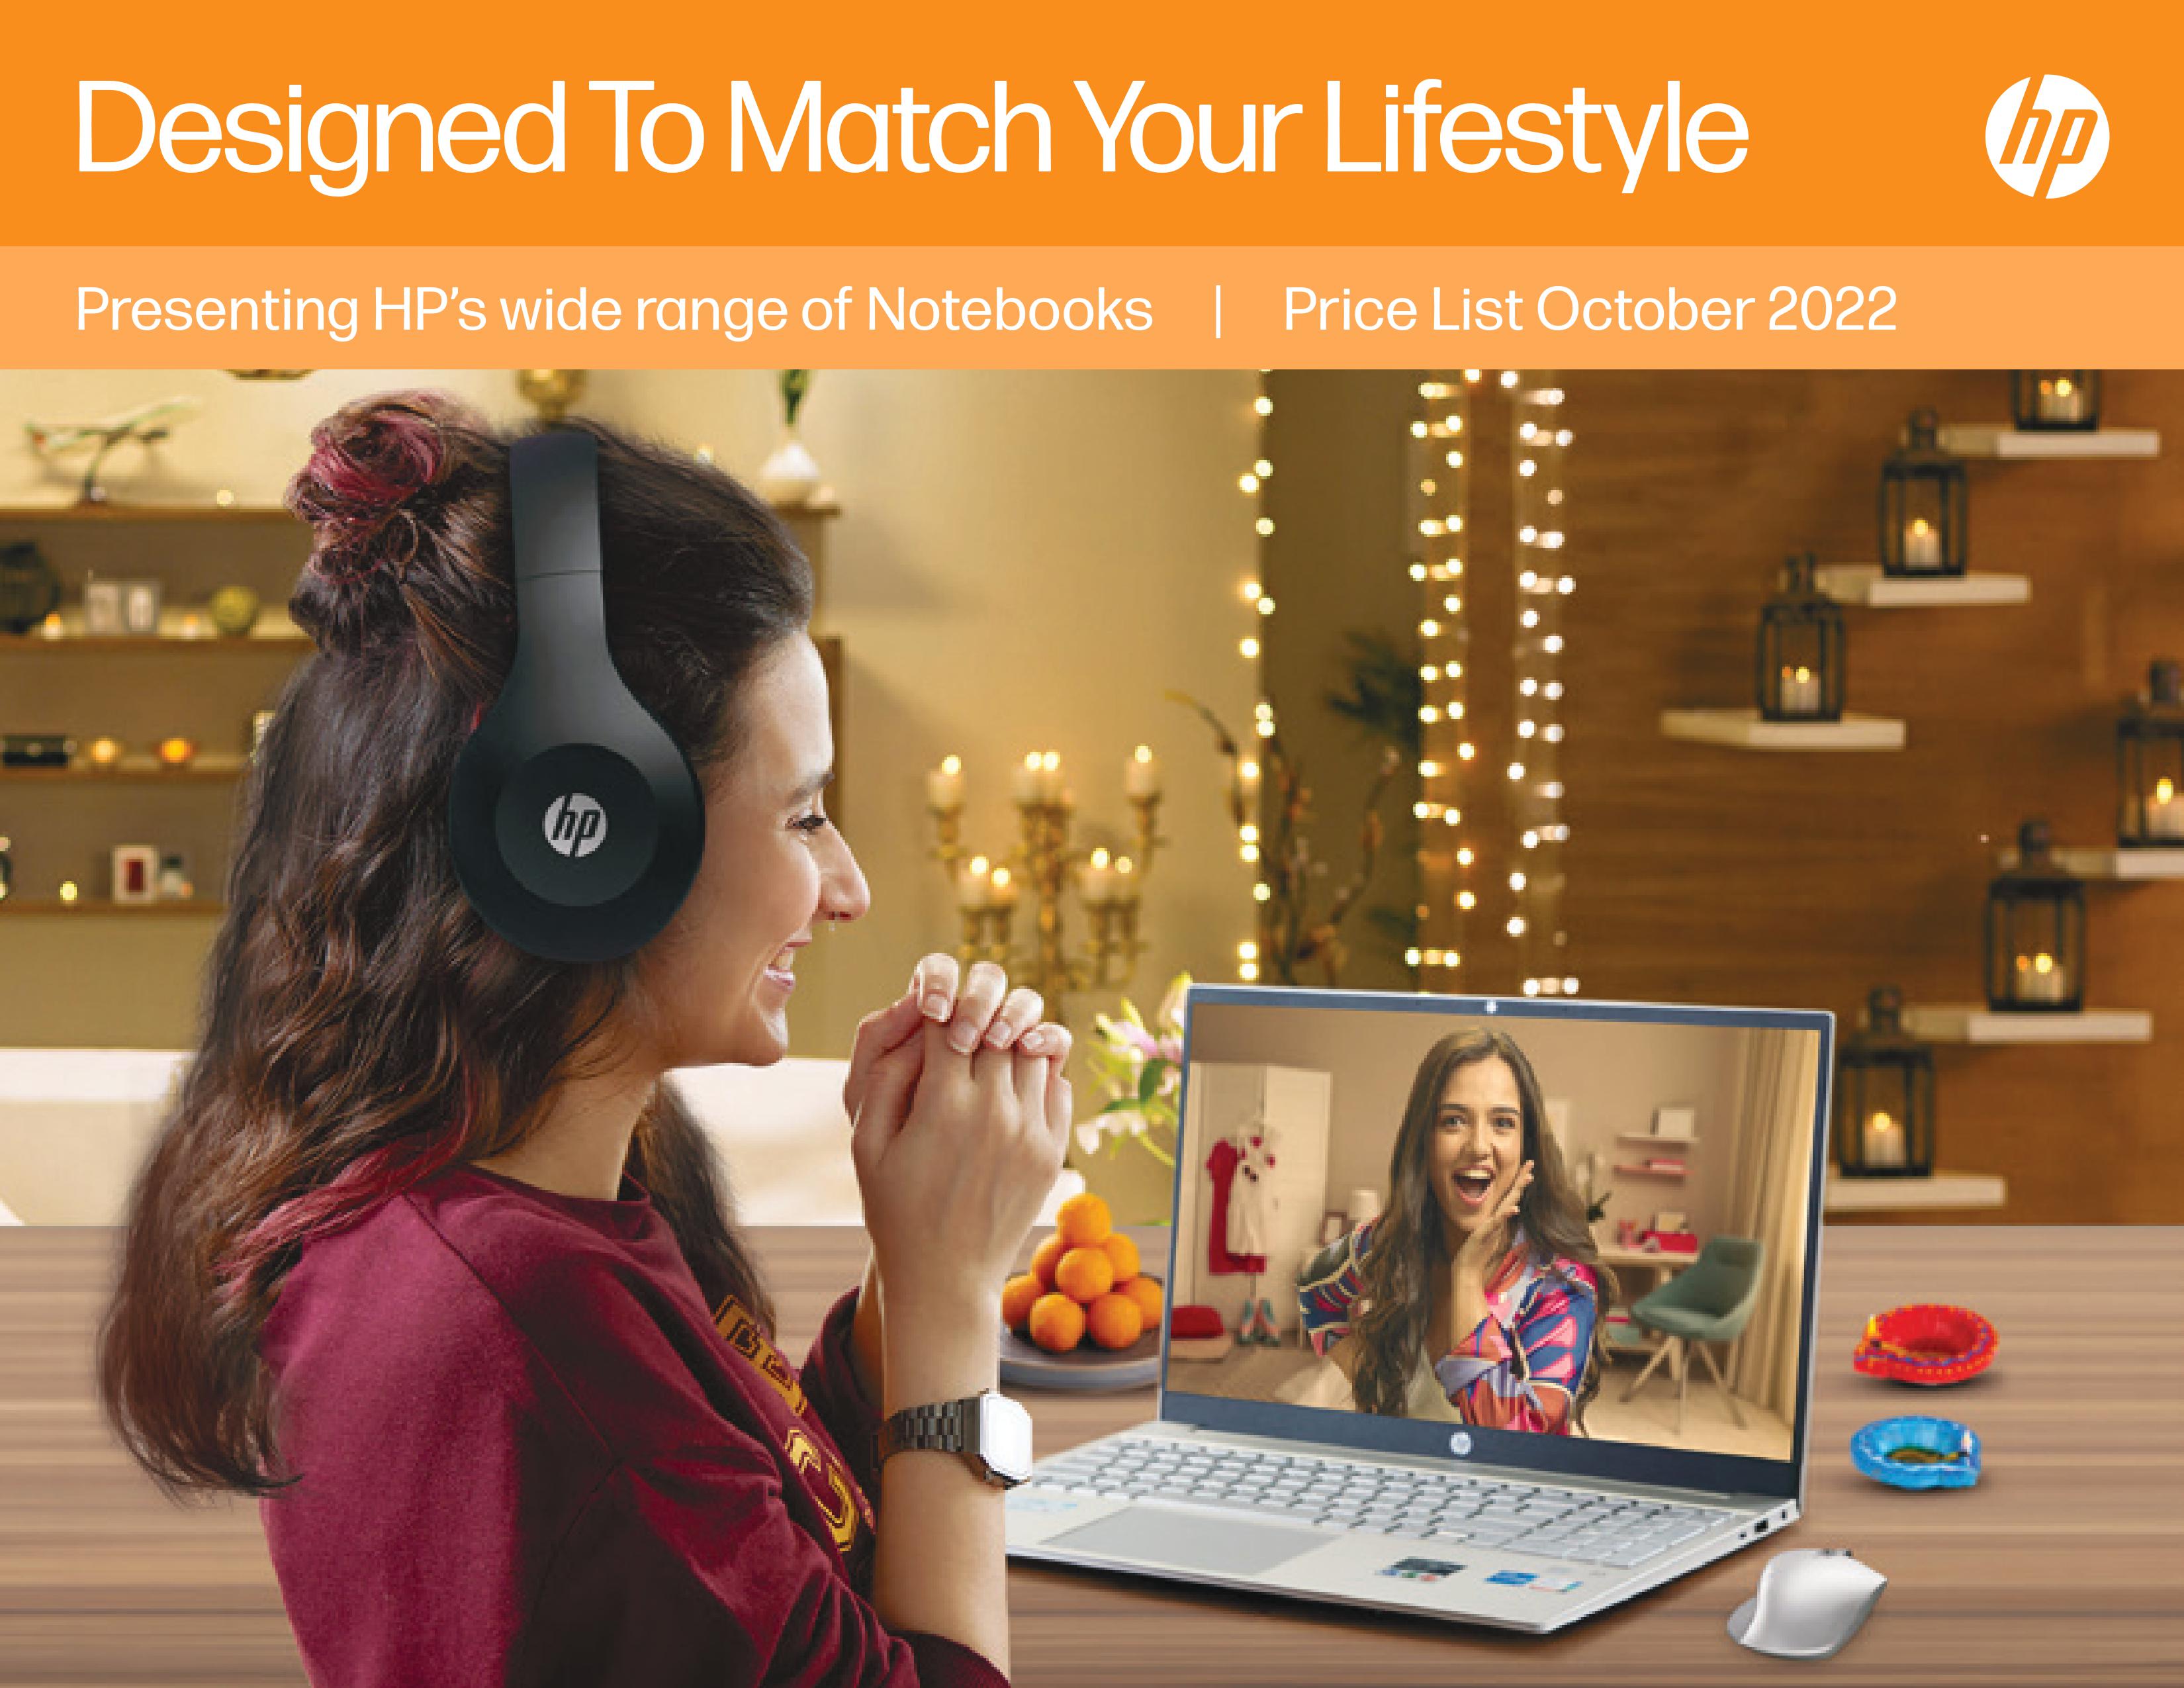 Designed To Match Your Lifestyle
hp
Presenting HP's wide range of Notebooks | Price List October 2022
hp